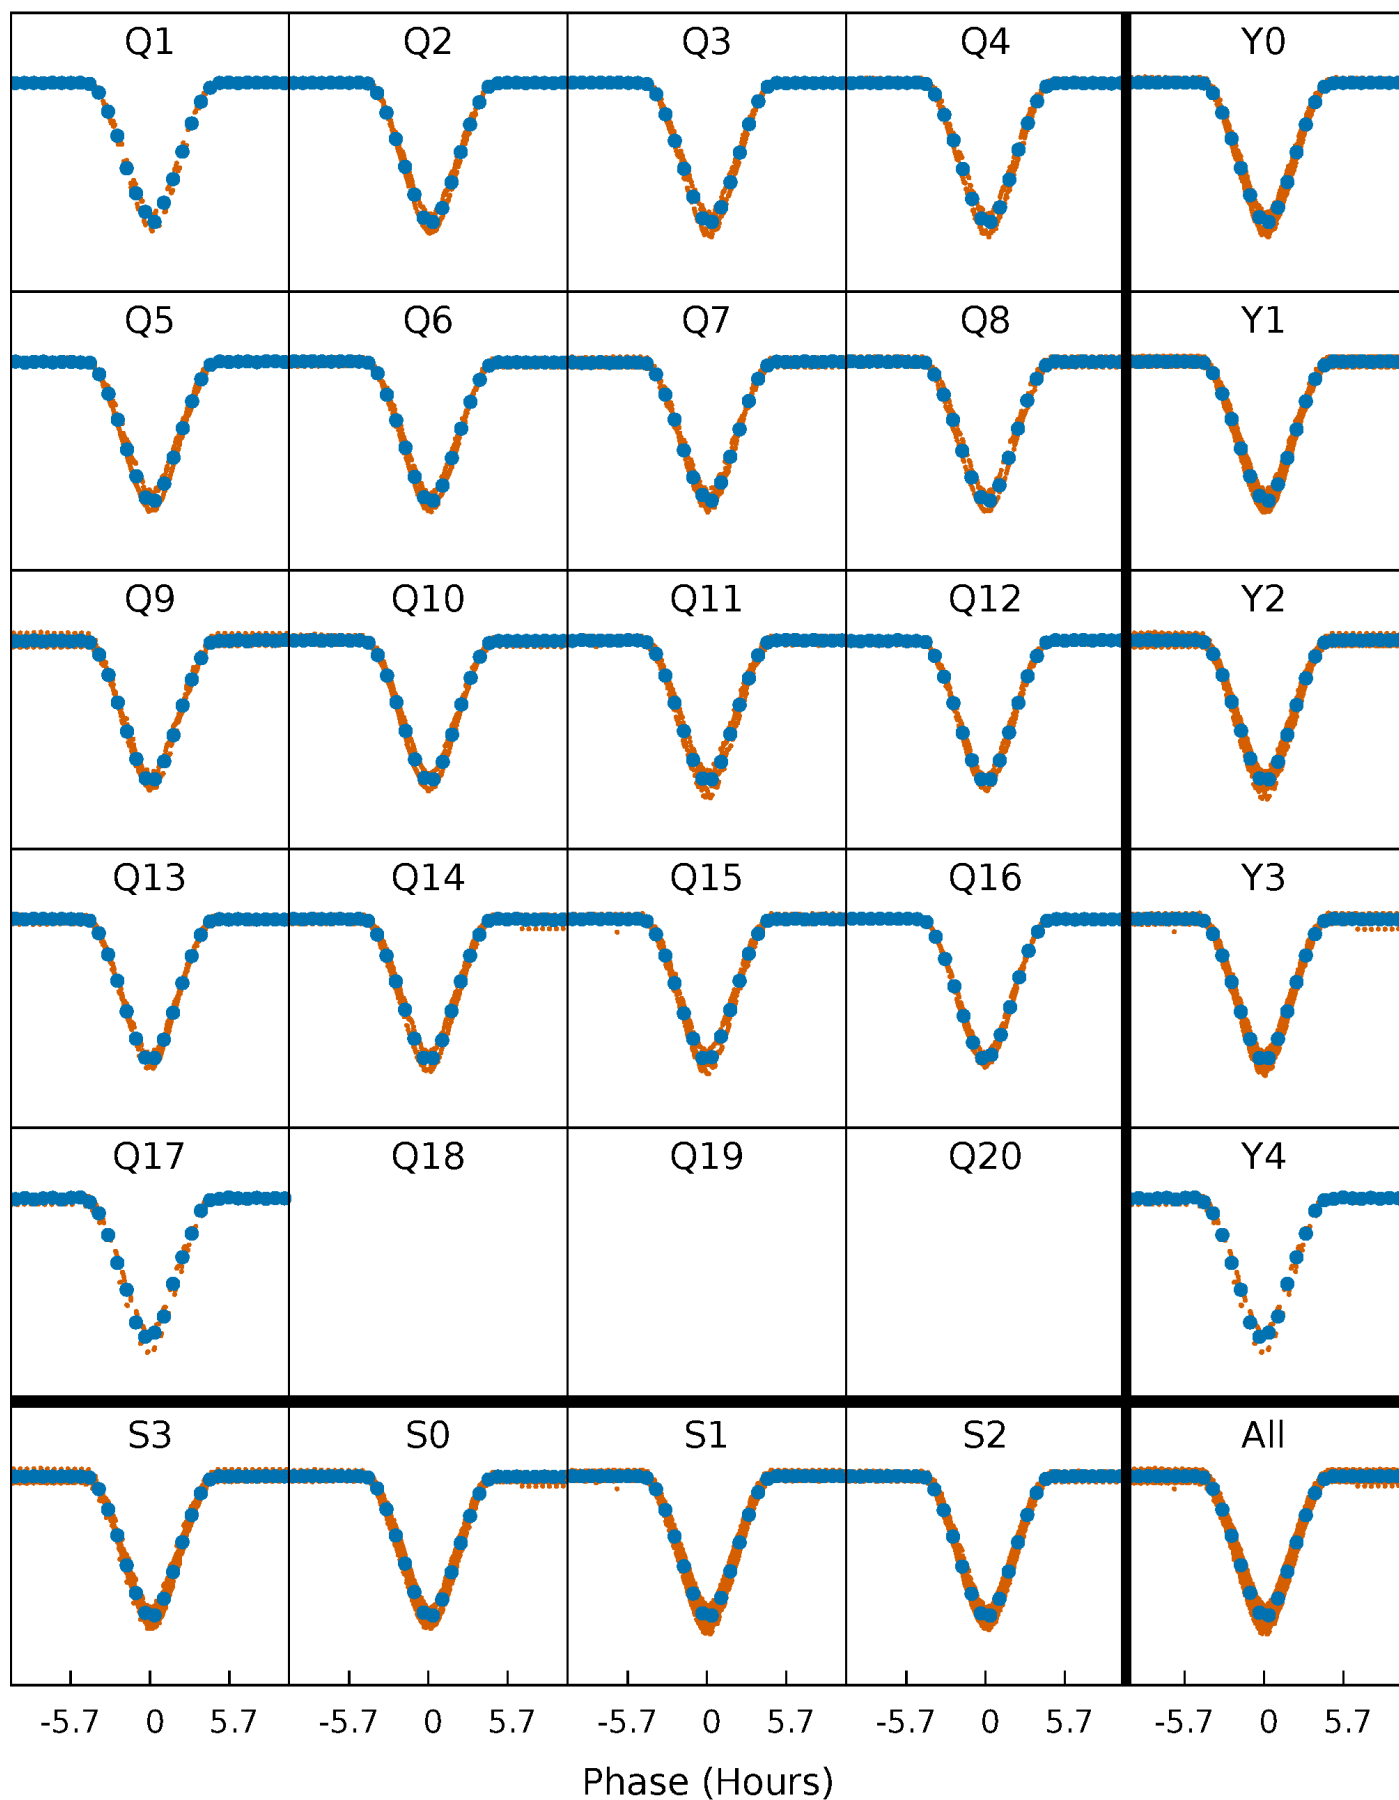 Q1 Q2 Q3 Q4 Y0
Q5 Q6 Q7 Q8 Y1
Q9 Q10 Q11 Q12 Y2
Q13 Q14 Q15 Q16 Y3
Q17 Q18 Q19 Q20 Y4
S3 S0 S1 S2 All
-5.7 0 5.7 -5.7 0 5.7 -5.7 0 5.7 -5.7 0 5.7 -5.7 0 5.7
Phase (Hours)